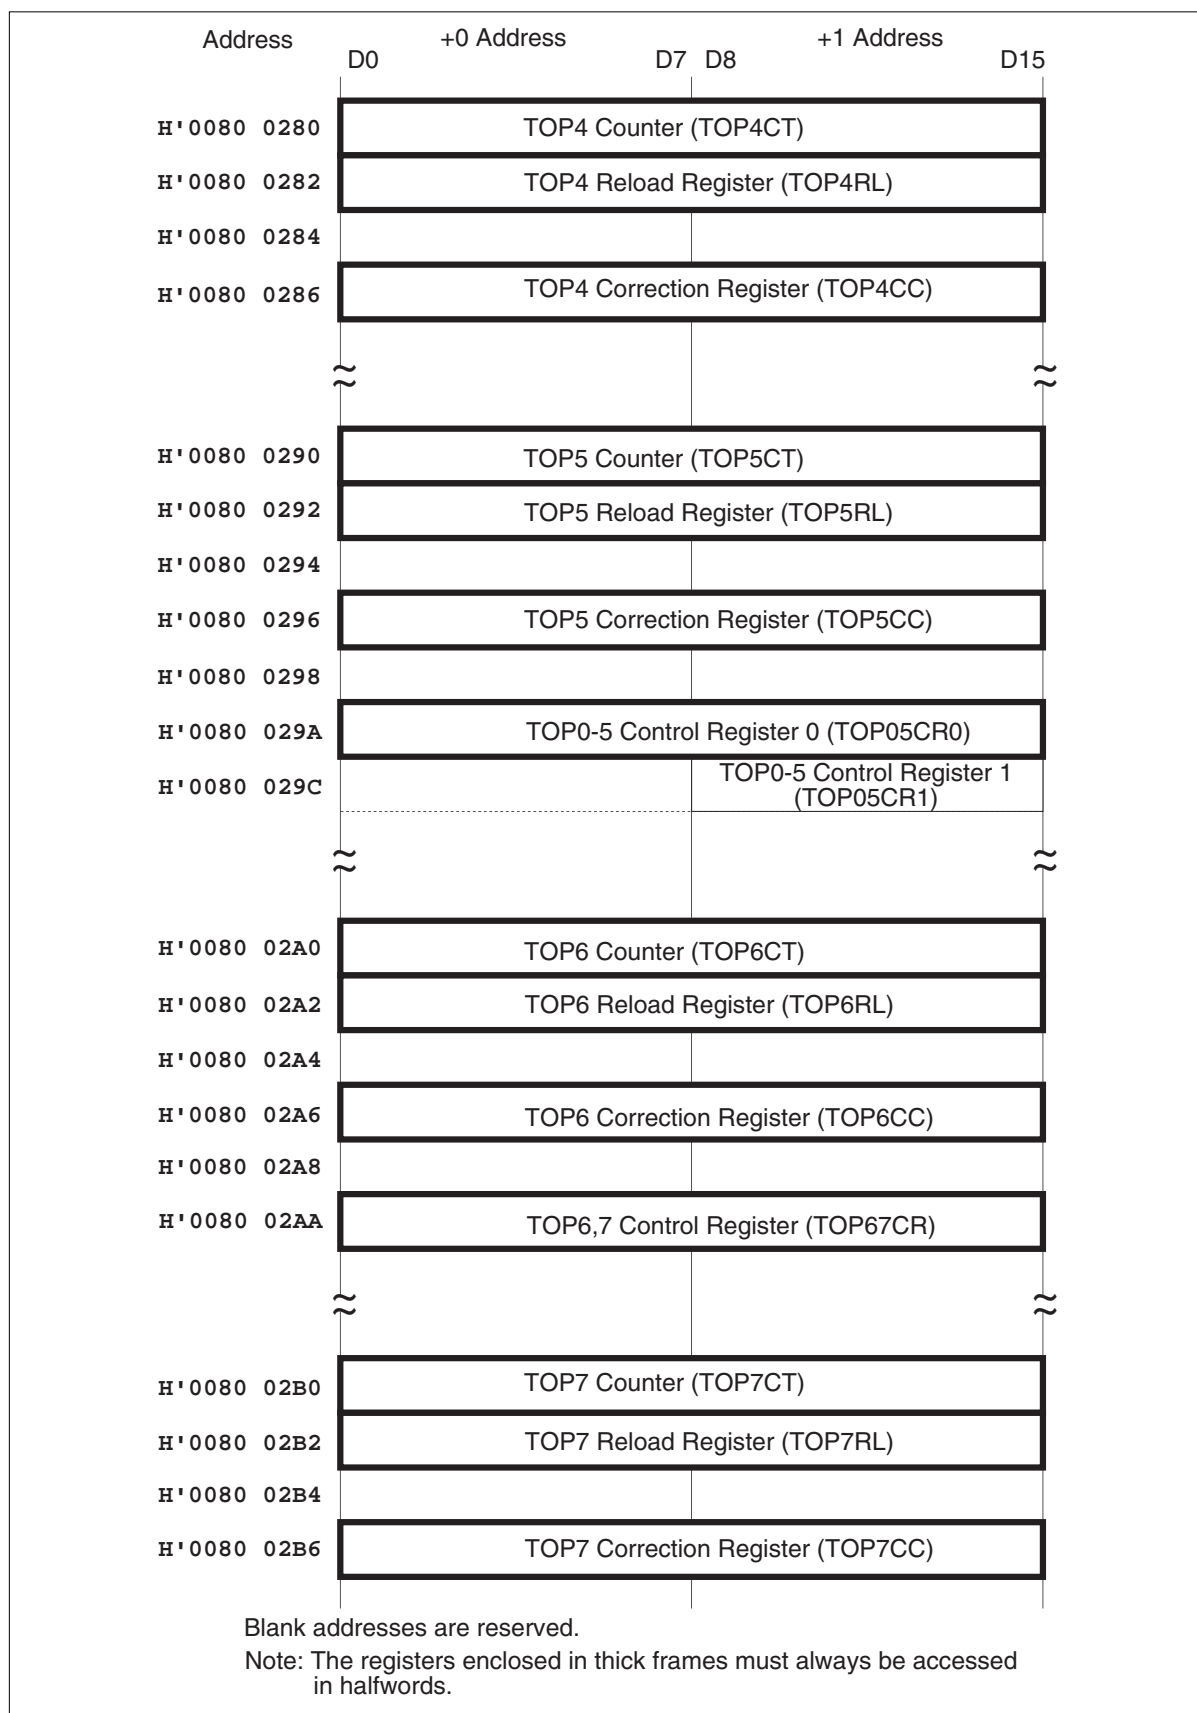 Address +0 Address +1 Address
D0 D7 D8 D15
H'0080 0280 TOP4 Counter (TOP4CT)
H'0080 0282 TOP4 Reload Register (TOP4RL)
H'0080 0284
H'0080 0286 TOP4 Correction Register (TOP4CC)
H'0080 0290 TOP5 Counter (TOP5CT)
H'0080 0292 TOP5 Reload Register (TOP5RL)
H'0080 0294
H'0080 0296 TOP5 Correction Register (TOP5CC)
H'0080 0298
H'0080 029A TOP0-5 Control Register 0 (TOP05CR0)
H'0080 029C TOP0-5 Control Register 1
(TOP05CR1)
H'0080 02A0 TOP6 Counter (TOP6CT)
H'0080 02A2 TOP6 Reload Register (TOP6RL)
H'0080 02A4
H'0080 02A6 TOP6 Correction Register (TOP6CC)
H'0080 02A8
H'0080 02AA TOP6,7 Control Register (TOP67CR)
H'0080 02B0 TOP7 Counter (TOP7CT)
H'0080 02B2 TOP7 Reload Register (TOP7RL)
H'0080 02B4
H'0080 02B6 TOP7 Correction Register (TOP7CC)
Blank addresses are reserved.
Note: The registers enclosed in thick frames must always be accessed
in halfwords.